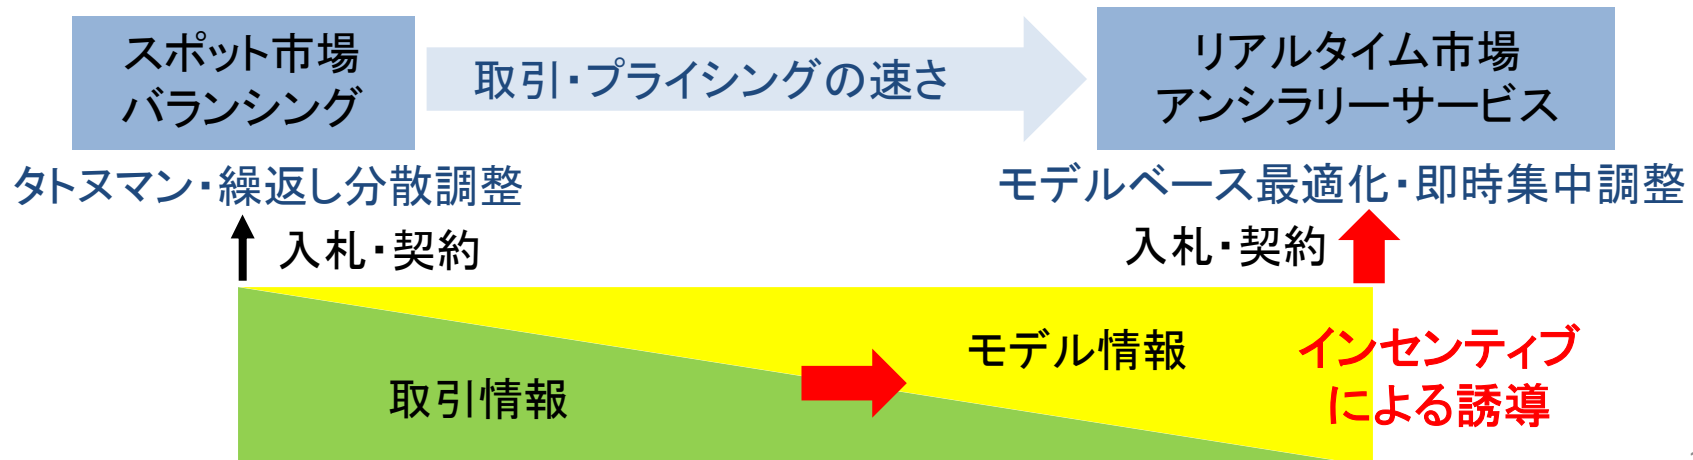 スポット市場
バランシング
取引・プライシングの速さ
リアルタイム市場
アンシラリーサービス
タトヌマン・繰返し分散調整
モデルベース最適化・即時集中調整
入札・契約
入札・契約
モデル情報
インセンティブ
による誘導
取引情報